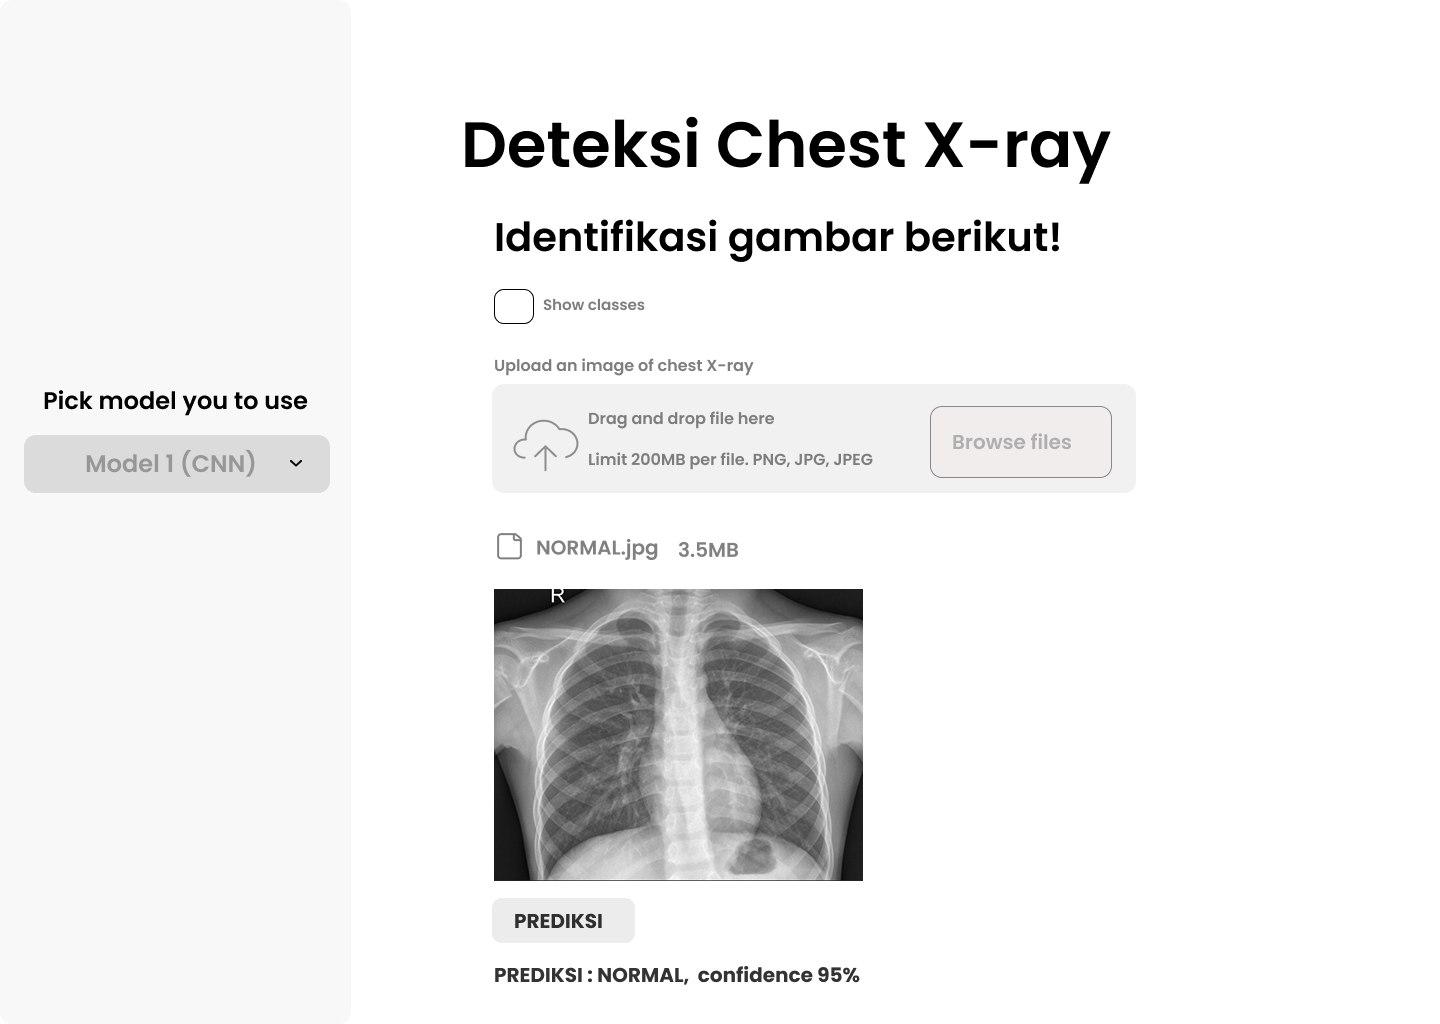 Deteksi Chest X-ray
Identifikasi gambar berikut!
Show classes
Upload an image of chest X-ray
Pick model you to use
Model 1 (CNN)
Drag and drop file here
Limit 200MB per file. PNG, JPG, JPEG
Browse files
NORMAL.jpg 3.5MB
R
PREDIKSI
PREDIKSI : NORMAL, confidence 95%